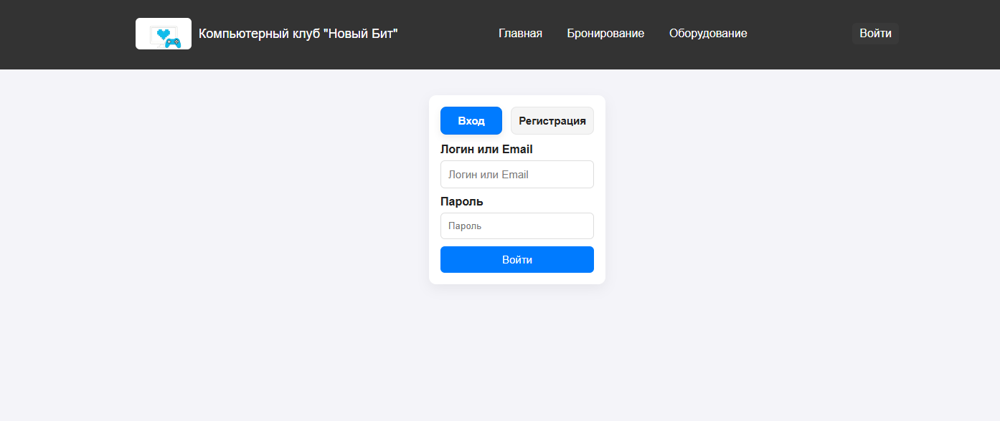 Компьютерный клуб "Новый Бит"
Главная Бронирование Оборудование Войти
Вход Регистрация
Логин или Email
Логин или Email
Пароль
Пароль
Войти